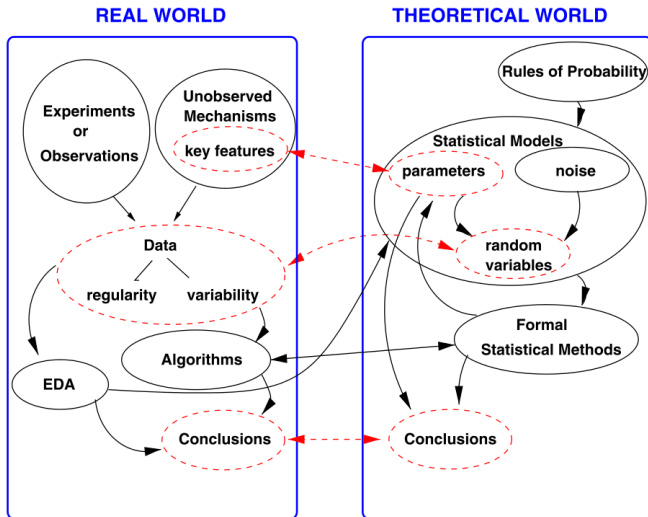 REAL WORLD
THEORETICAL WORLD
Experiments
or
Observations
Unobserved
Mechanisms
key features
Data
regularity
variability
Algorithms
EDA
Conclusions
Rules of Probability
Statistical Models
parameters
noise
random
variables
Formal
Statistical Methods
Conclusions